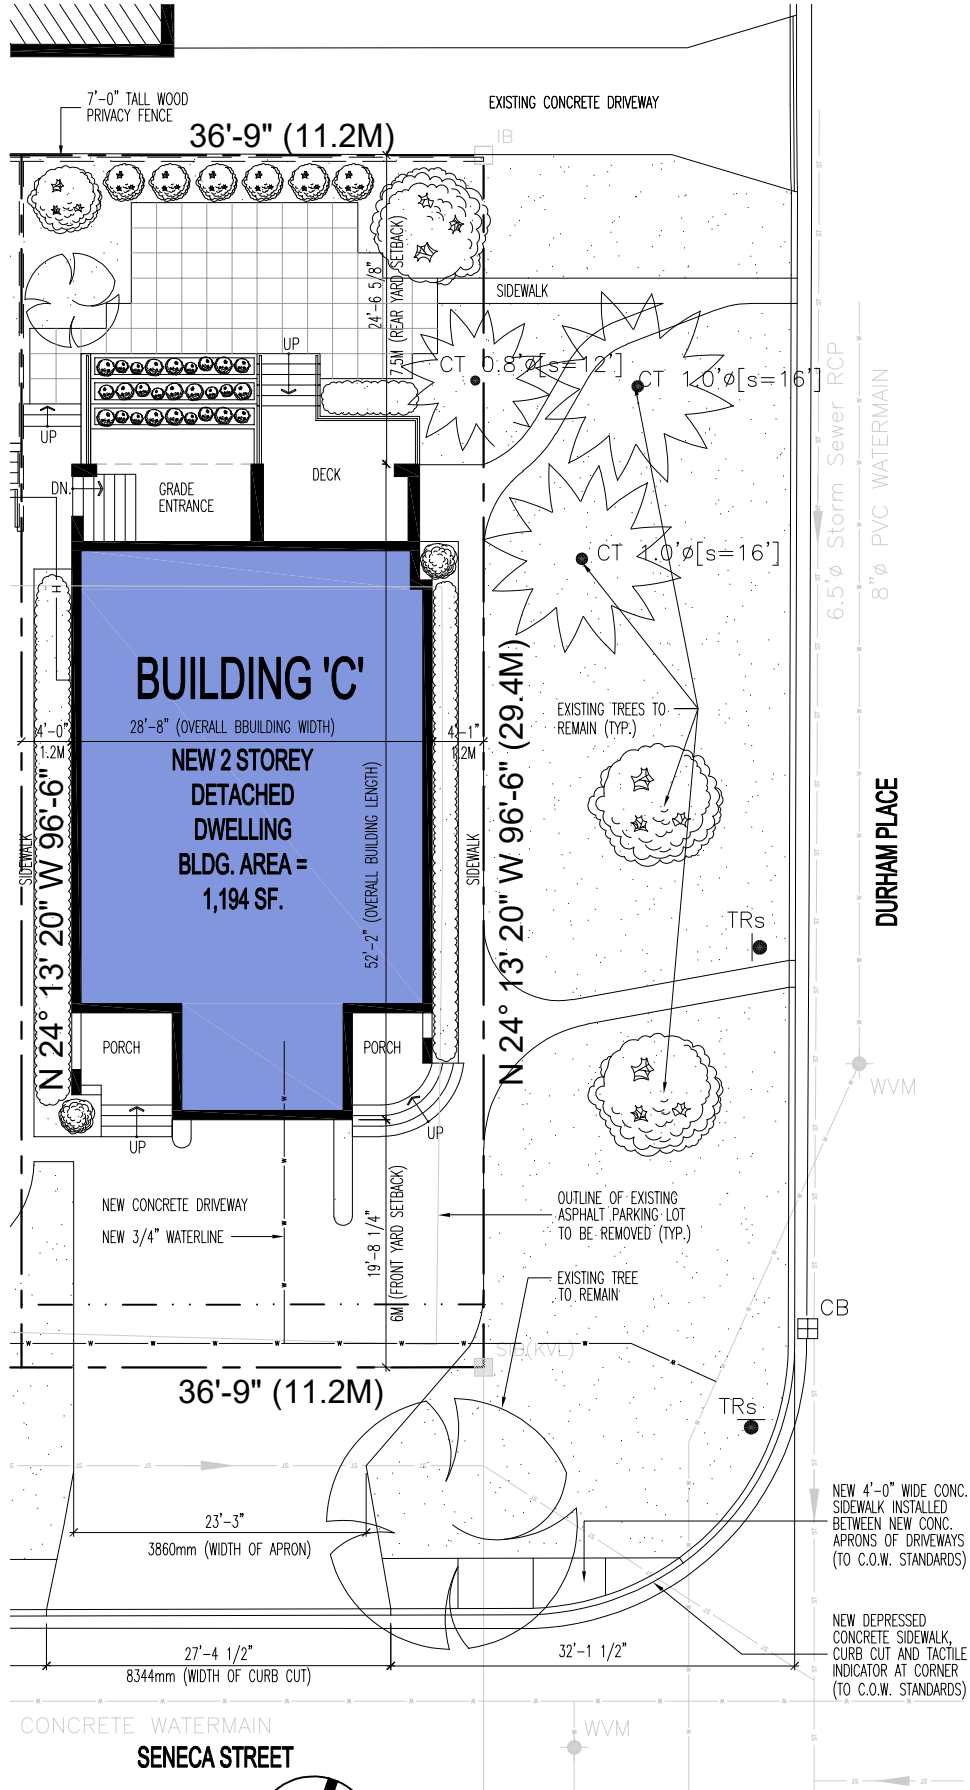 7'-0" TALL WOOD
PRIVACY FENCE
EXISTING CONCRETE DRIVEWAY
36'-9" (11.2M)
IB
ST
24'-6 5/8"
7.5M (REAR YARD SETBACK)
SIDEWALK
UP
CT 0.8'ø[s=12']
CT 1.0'ø[s=16']
UP
DECK
DN.
GRADE
ENTRANCE
CT 1.0'ø[s=16']
6.5'ø Storm Sewer RCP
8"ø PVC WATERMAIN
H
BUILDING 'C'
28'-8" (OVERALL BBUILDING WIDTH)
4'-0"
1.2M
4'-1"
1.2M
NEW 2 STOREY
DETACHED
DWELLING
BLDG. AREA =
1,194 SF.
52'-2" (OVERALL BUILDING LENGTH)
EXISTING TREES TO
REMAIN (TYP.)
SIDEWALK
N 24° 13' 20" W 96'-6"
SIDEWALK
N 24° 13' 20" W 96'-6" (29.4M)
DURHAM PLACE
TRs
PORCH
PORCH
WVM
UP
UP
NEW CONCRETE DRIVEWAY
NEW 3/4" WATERLINE
19'-8 1/4"
6M (FRONT YARD SETBACK)
OUTLINE OF EXISTING
ASPHALT PARKING LOT
TO BE REMOVED (TYP.)
EXISTING TREE
TO REMAIN
CB
W W W W W W
SIB(KVL)
36'-9" (11.2M)
TRs
ST ST ST ST
23'-3"
3860mm (WIDTH OF APRON)
NEW 4'-0" WIDE CONC.
SIDEWALK INSTALLED
BETWEEN NEW CONC.
APRONS OF DRIVEWAYS
(TO C.O.W. STANDARDS)
NEW DEPRESSED
CONCRETE SIDEWALK,
CURB CUT AND TACTILE
INDICATOR AT CORNER
(TO C.O.W. STANDARDS)
27'-4 1/2"
8344mm (WIDTH OF CURB CUT)
32'-1 1/2"
CONCRETE WATERMAIN
WVM
SENECA STREET